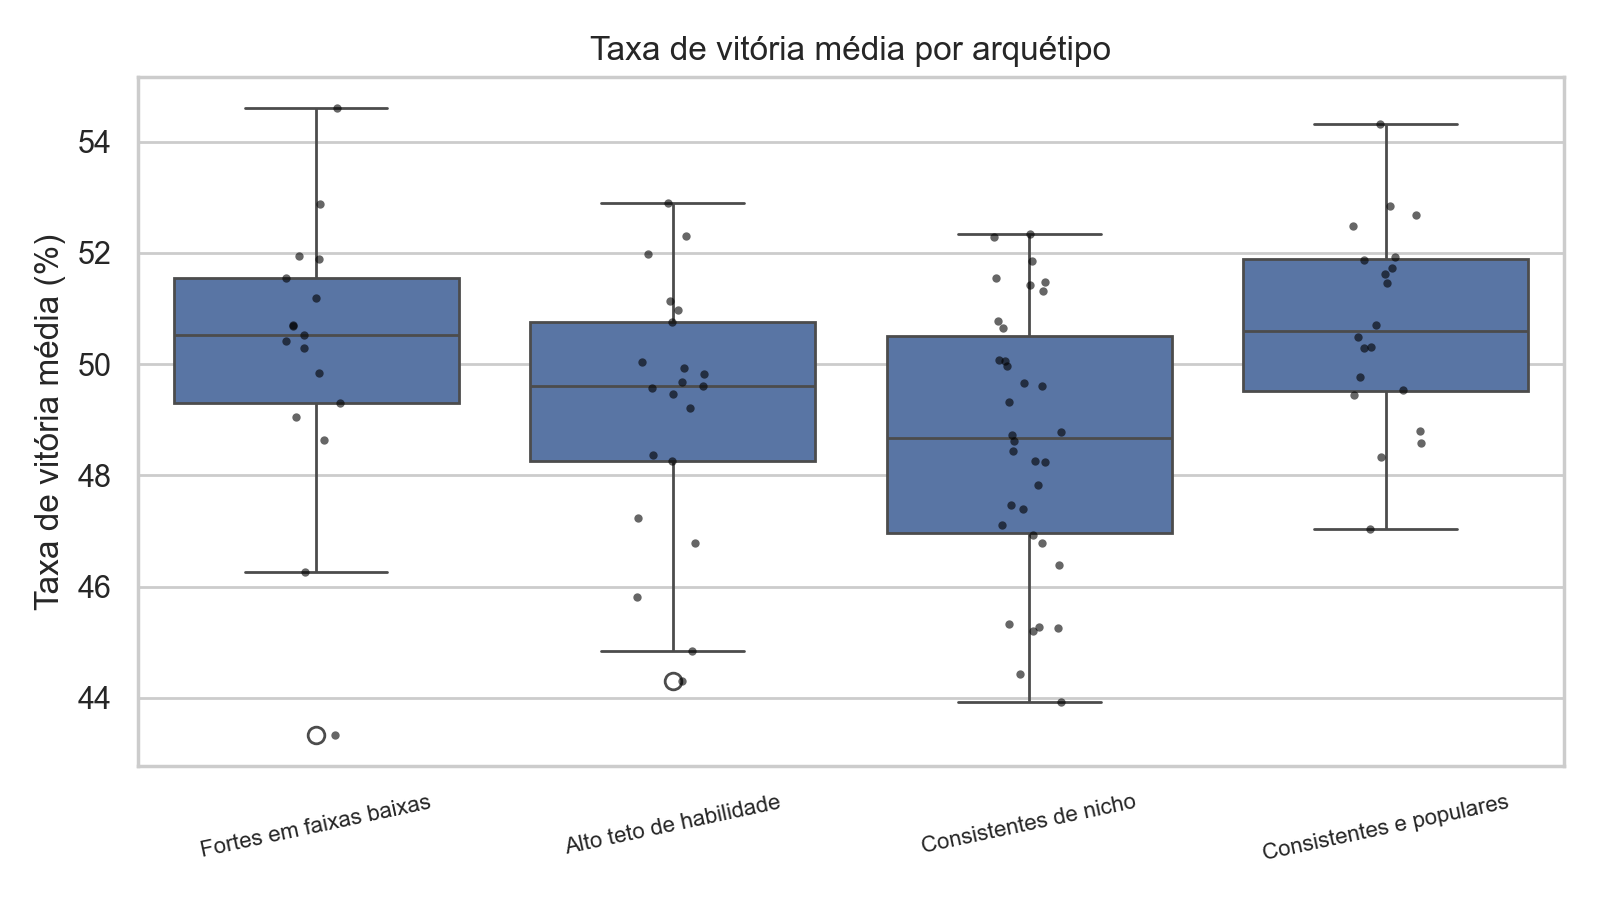 Taxa de vitória média por arquétipo
Taxa de vitória média (%)
54
52
50
48
46
44
Fortes em faixas baixas
Alto teto de habilidade
Consistentes de nicho
Consistentes e populares